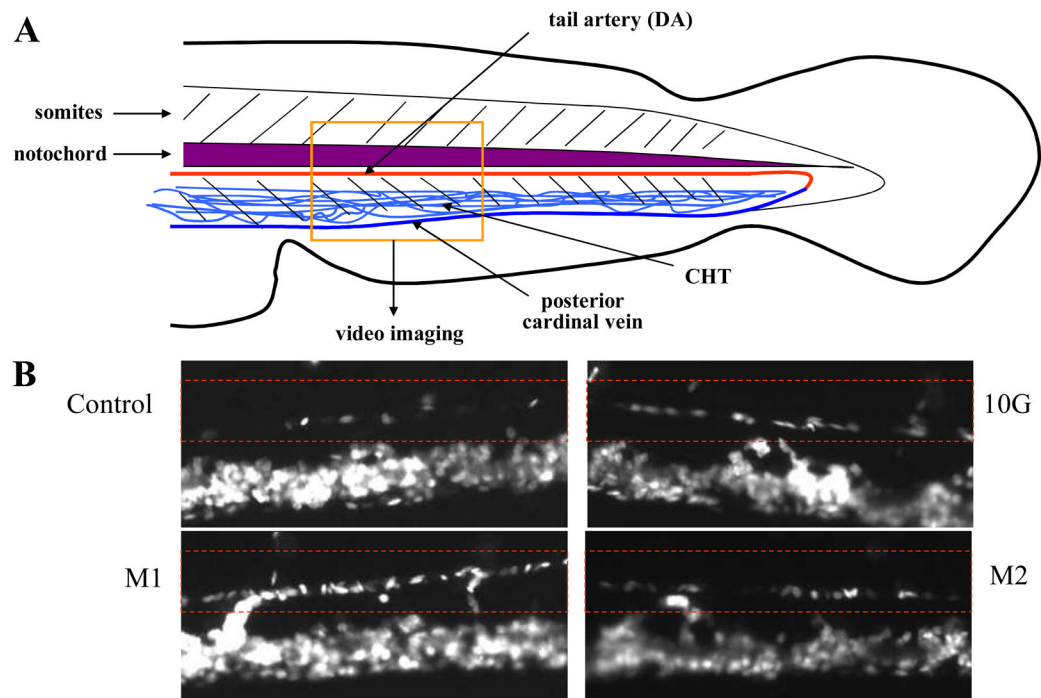 A
tail artery (DA)
somites
notochord
CHT
posterior
cardinal vein
video imaging
B
Control
10G
M1
M2